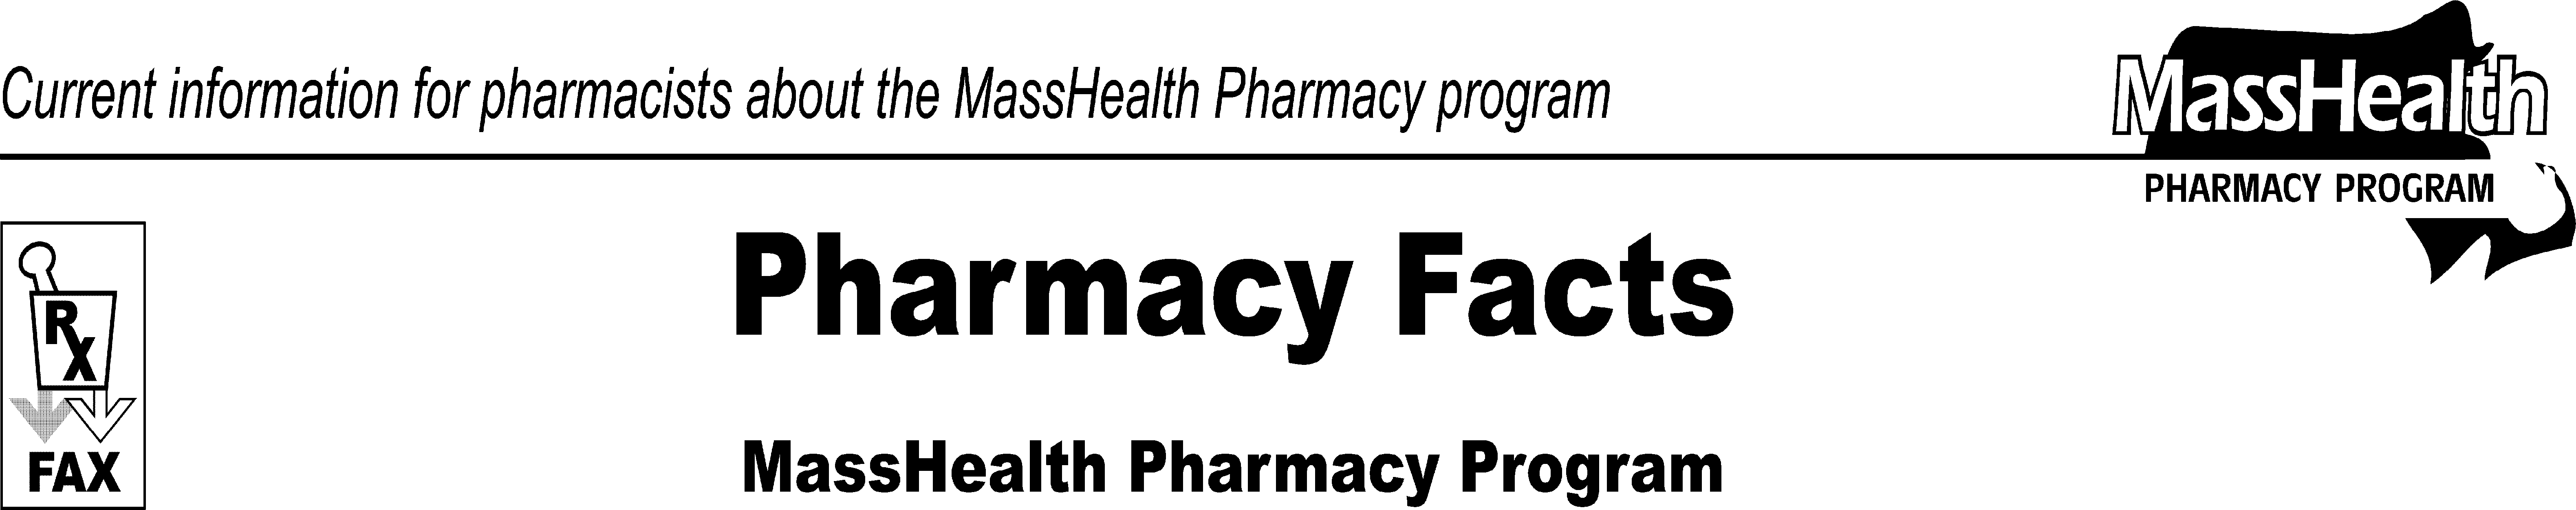 Current information for pharmacists about the MassHealth Pharmacy program
MassHealth
PHARMACY PROGRAM
Pharmacy Facts
RX
FAX
MassHealth Pharmacy Program